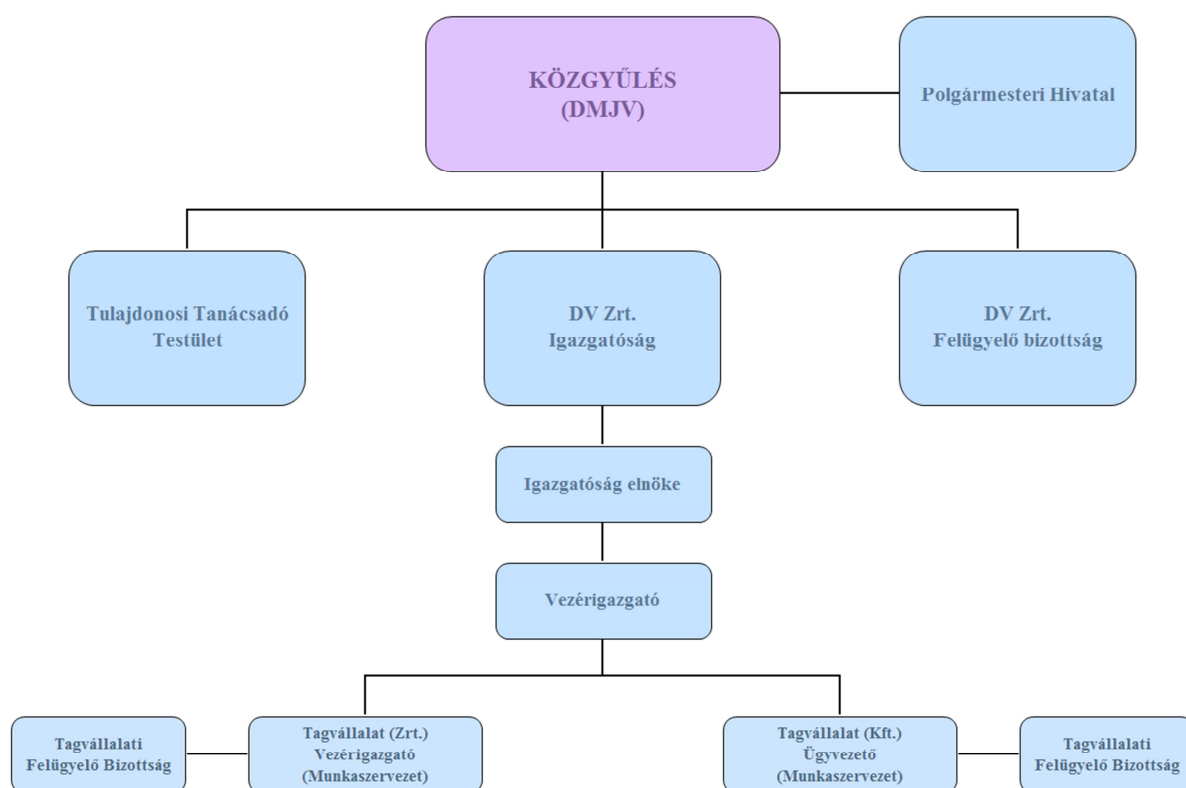 KÖZGYŰLÉS
(DMJV)
Polgármesteri Hivatal
Tulajdonosi Tanácsadó
Testület
DV Zrt.
Igazgatóság
DV Zrt.
Felügyelő bizottság
Igazgatóság elnöke
Vezérigazgató
Tagvállalati
Felügyelő Bizottság
Tagvállalat (Zrt.)
Vezérigazgató
(Munkaszervezet)
Tagvállalat (Kft.)
Ügyvezető
(Munkaszervezet)
Tagvállalati
Felügyelő Bizottság